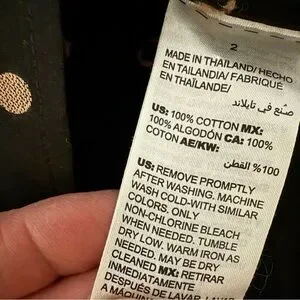 2
MADE IN THAILAND/ HECHO
EN TAILANDIA/ FABRIQUÉ
EN THAÏLANDE/
صنع في تايلاند
US: 100% COTTON MX:
100% ALGODÓN CA: 100%
COTON AE/KW:
100% القطن
US: REMOVE PROMPTLY
AFTER WASHING. MACHINE
WASH COLD-WITH SIMILAR
COLORS. ONLY
NON-CHLORINE BLEACH
WHEN NEEDED. TUMBLE
DRY LOW. WARM IRON AS
NEEDED. MAY BE DRY
CLEANED MX: RETIRAR
INMEDIATAMENTE
DESPUÉS DE LAVAR. LAVAR
A MÁQUINA